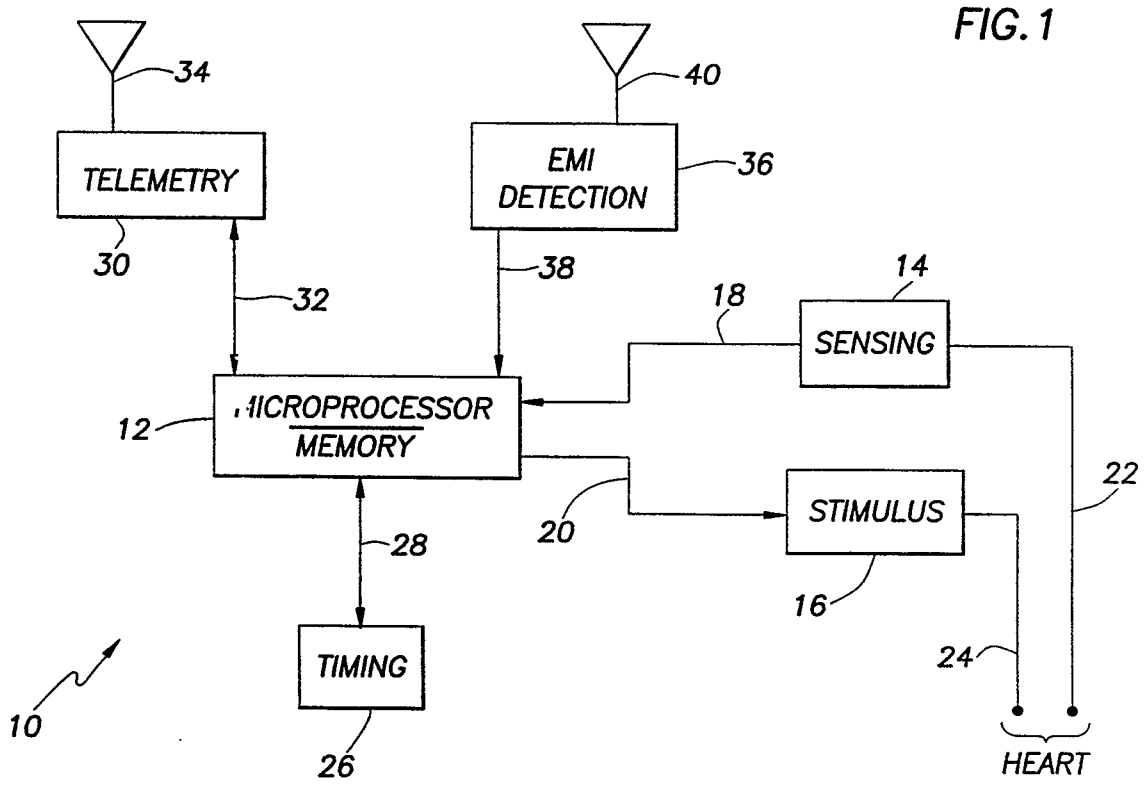 FIG. 1
34
40
TELEMETRY
EMI
DETECTION
36
30
38
32
18
14
SENSING
12
MICROPROCESSOR
MEMORY
22
20
STIMULUS
28
16
24
TIMING
10
26
HEART